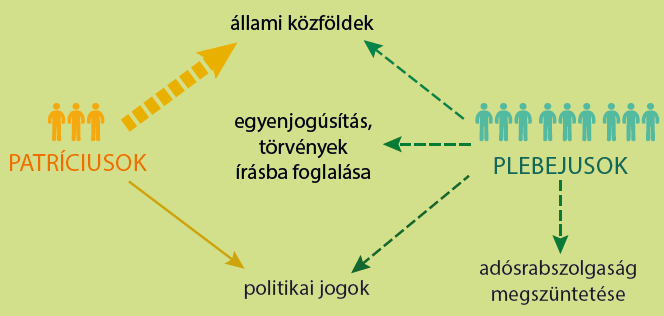 állami közföldek
egyenjogúsítás,
törvények
írásba foglalása
PATRÍCIUSOK
PLEBEJUSOK
politikai jogok
adósrabszolgaság
megszüntetése